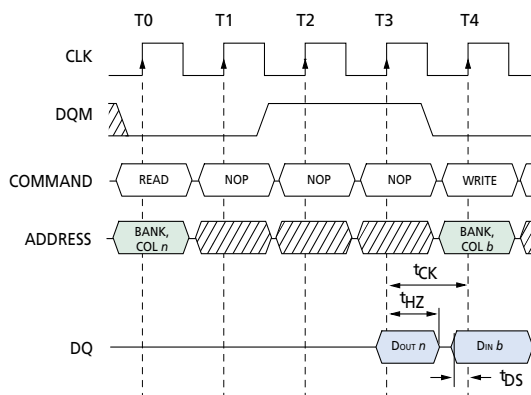 T0 T1 T2 T3 T4
CLK
DQM
COMMAND READ NOP NOP NOP WRITE
ADDRESS BANK, COL n BANK, COL b
tCK
tHZ
DQ DOUT n DIN b
tDS